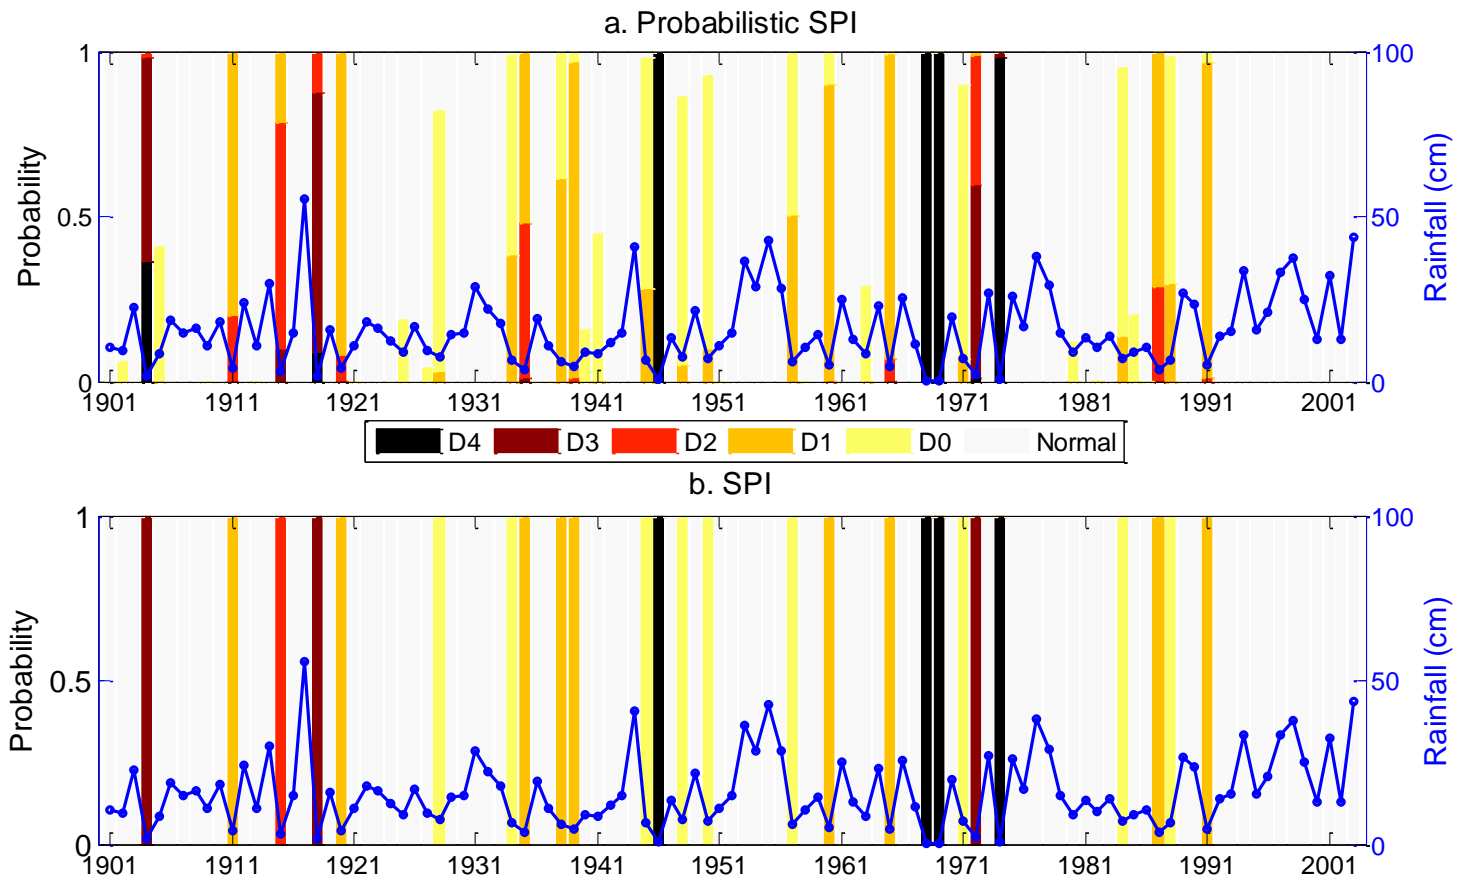 a. Probabilistic SPI
1 100
Probability
0.5 50
Rainfall (cm)
0 0
1901 1911 1921 1931 1941 1951 1961 1971 1981 1991 2001
D4 D3 D2 D1 D0 Normal
b. SPI
1 100
Probability
0.5 50
Rainfall (cm)
0 0
1901 1911 1921 1931 1941 1951 1961 1971 1981 1991 2001